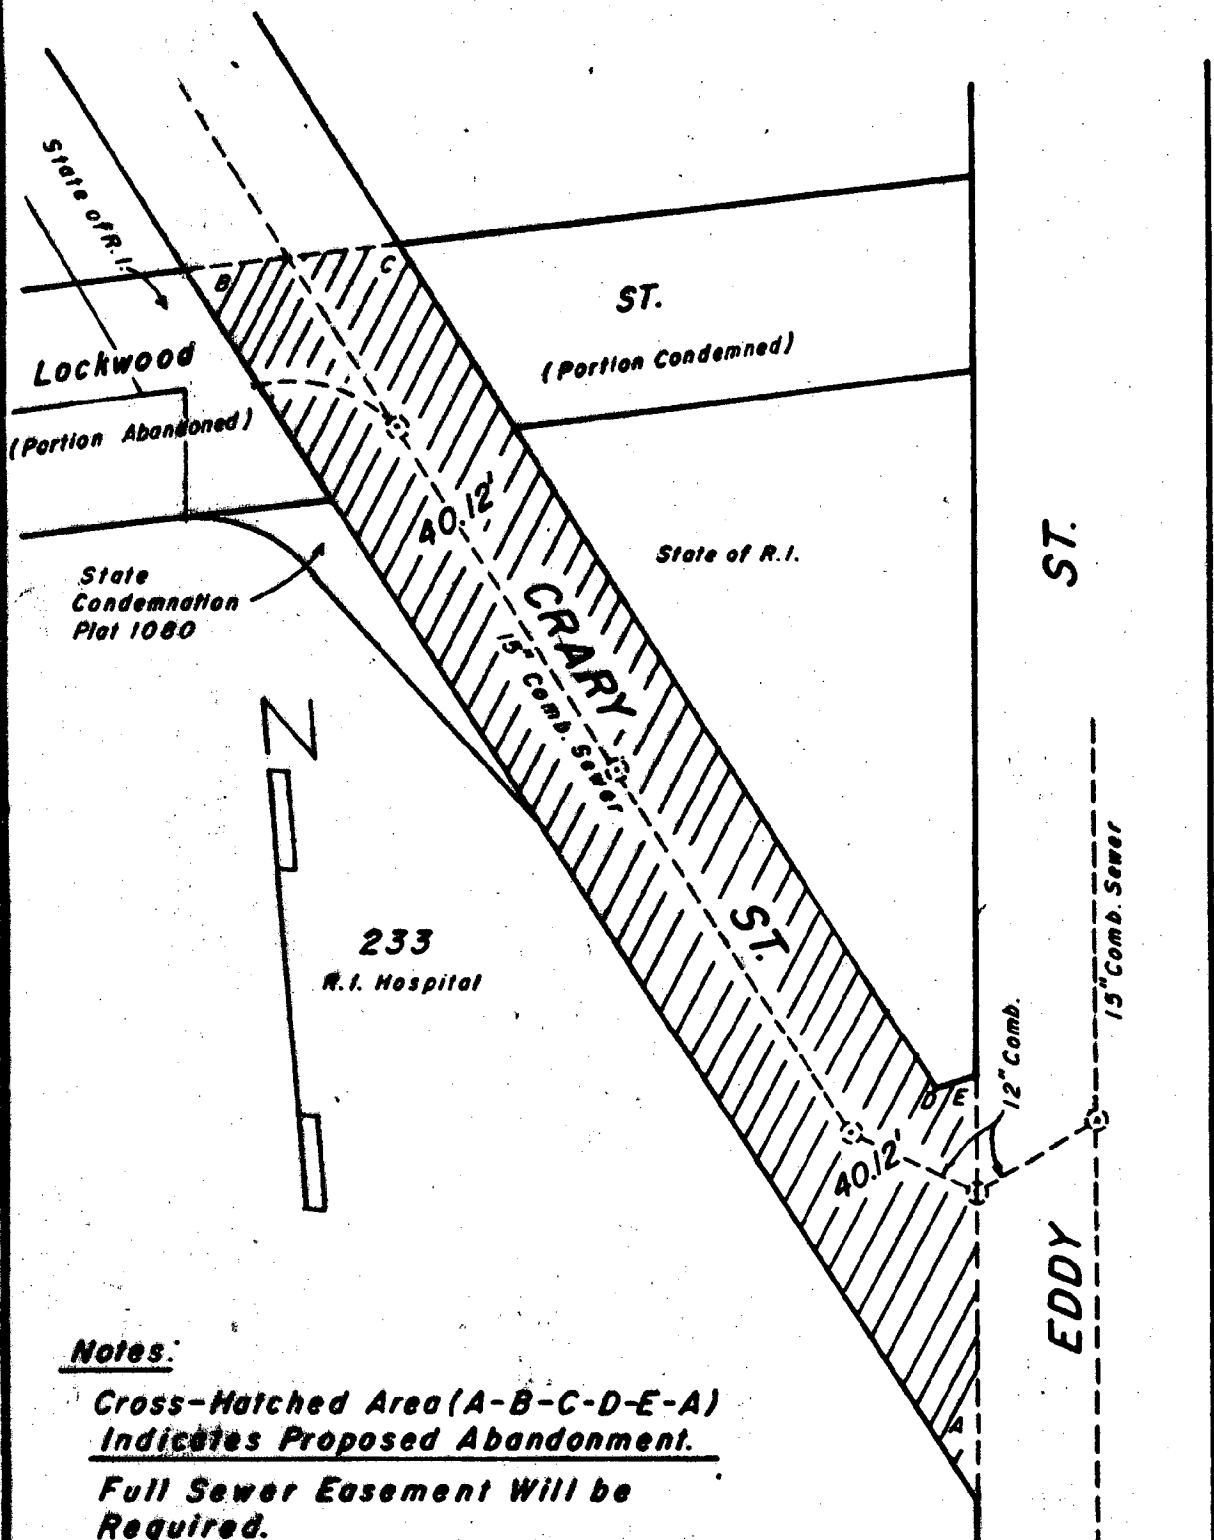 State of R.I.
B
C
ST.
(Portion Condemned)
Lockwood
(Portion Abandoned)
40.12'
State of R.I.
ST.
State
Condemnation
Plat 1080
CRARY
15" Comb. Sewer
N
233
R.I. Hospital
ST.
15" Comb. Sewer
12" Comb.
D
E
40.12'
EDDY
A
Notes:
Cross-Hatched Area (A-B-C-D-E-A)
Indicates Proposed Abandonment.
Full Sewer Easement Will be
Required.